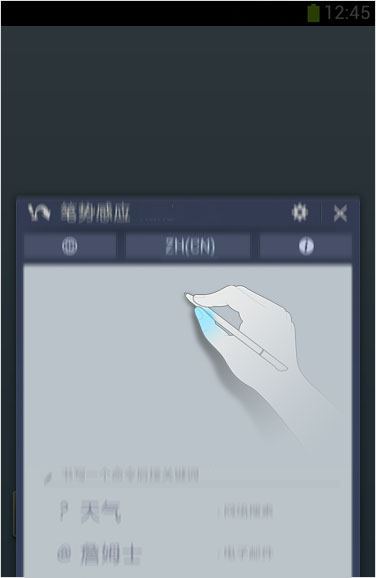 12:45
笔势感应
ZH(CN)
书写一个命令后接关键词
? 天气 : 网络搜索
@ 詹姆士 : 电子邮件